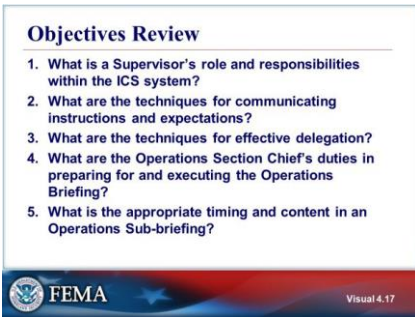 Objectives Review
1. What is a Supervisor's role and responsibilities
within the ICS system?
2. What are the techniques for communicating
instructions and expectations?
3. What are the techniques for effective delegation?
4. What are the Operations Section Chief's duties in
preparing for and executing the Operations
Briefing?
5. What is the appropriate timing and content in an
Operations Sub-briefing?
FEMA
Visual 4.17